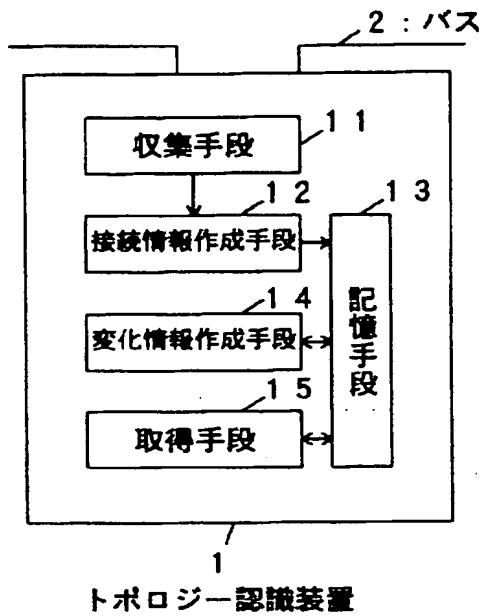 2:バス
11
収集手段
12
13
接続情報作成手段
14
変化情報作成手段
記憶手段
15
取得手段
1
トポロジー認識装置